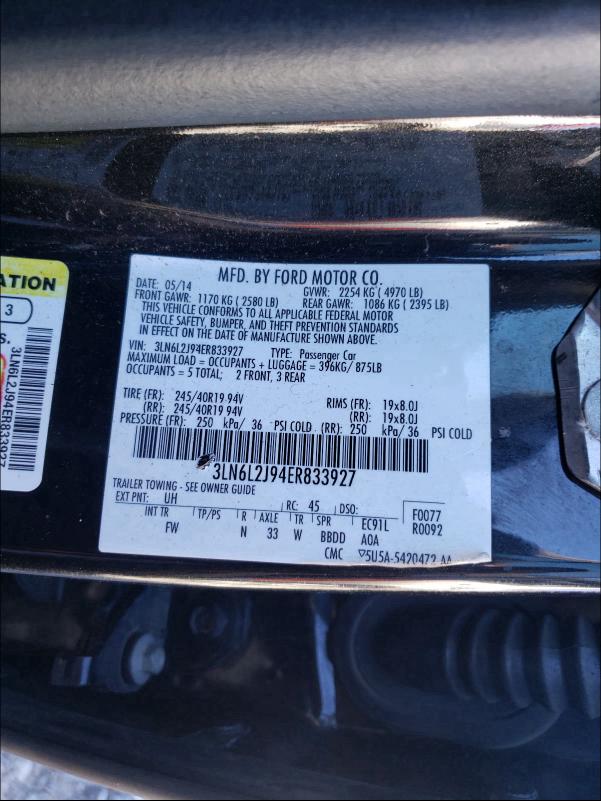 MFD. BY FORD MOTOR CO.
DATE: 05/14 GVWR: 2254 KG ( 4970 LB)
FRONT GAWR: 1170 KG ( 2580 LB) REAR GAWR: 1086 KG ( 2395 LB)
THIS VEHICLE CONFORMS TO ALL APPLICABLE FEDERAL MOTOR
VEHICLE SAFETY, BUMPER, AND THEFT PREVENTION STANDARDS
IN EFFECT ON THE DATE OF MANUFACTURE SHOWN ABOVE.
VIN: 3LN6L2J94ER833927 TYPE: Passenger Car
MAXIMUM LOAD = OCCUPANTS + LUGGAGE = 396KG/ 875LB
OCCUPANTS = 5 TOTAL; 2 FRONT, 3 REAR
TIRE (FR): 245/40R19 94V RIMS (FR): 19x8.0J
(RR): 245/40R19 94V (RR): 19x8.0J
PRESSURE (FR): 250 kPa/ 36 PSI COLD (RR): 250 kPa/ 36 PSI COLD
3LN6L2J94ER833927
TRAILER TOWING - SEE OWNER GUIDE
EXT PNT: UH RC: 45 DSO: F0077
INT TR TP/PS R AXLE TR SPR EC91L R0092
FW N 33 W BBDD A0A
CMC ▽5U5A-5420472-AA
ATION
3
3LN6L2J94ER833927